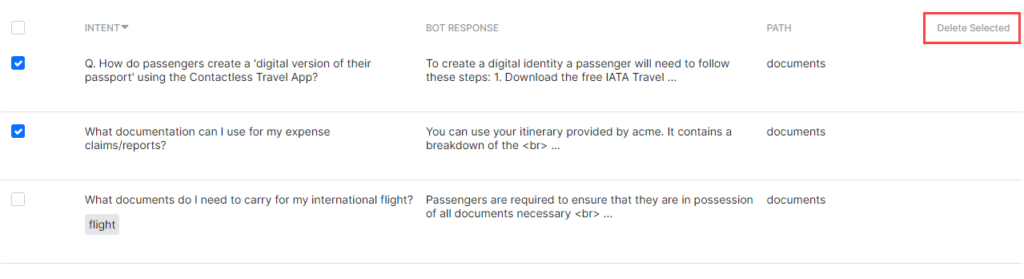 INTENT BOT RESPONSE PATH Delete Selected
Q. How do passengers create a 'digital version of their To create a digital identity a passenger will need to follow documents
passport' using the Contactless Travel App? these steps: 1. Download the free IATA Travel ...
What documentation can I use for my expense You can use your itinerary provided by acme. It contains a documents
claims/reports? breakdown of the <br> ...
What documents do I need to carry for my international flight? Passengers are required to ensure that they are in possession documents
of all documents necessary <br> ...
flight